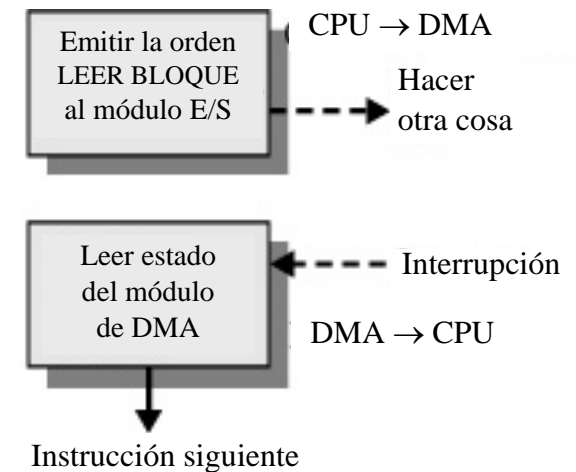 Emitir la orden
LEER BLOQUE
al módulo E/S
CPU → DMA
Hacer
otra cosa
Leer estado
del módulo
de DMA
Interrupción
DMA → CPU
Instrucción siguiente